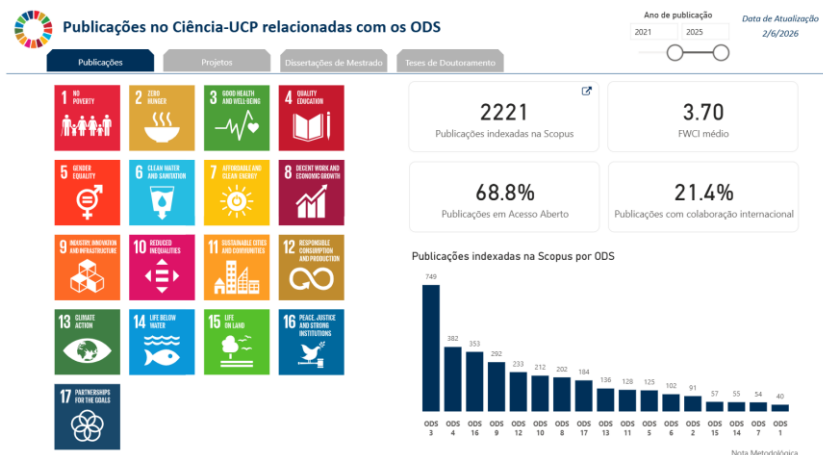 Publicações no Ciência-UCP relacionadas com os ODS
Ano de publicação
2021 2025
Data de Atualização
2/6/2026
Publicações Projetos Dissertações de Mestrado Teses de Doutoramento
1 NO POVERTY
2 ZERO HUNGER
3 GOOD HEALTH AND WELL-BEING
4 QUALITY EDUCATION
5 GENDER EQUALITY
6 CLEAN WATER AND SANITATION
7 AFFORDABLE AND CLEAN ENERGY
8 DECENT WORK AND ECONOMIC GROWTH
9 INDUSTRY, INNOVATION AND INFRASTRUCTURE
10 REDUCED INEQUALITIES
11 SUSTAINABLE CITIES AND COMMUNITIES
12 RESPONSIBLE CONSUMPTION AND PRODUCTION
13 CLIMATE ACTION
14 LIFE BELOW WATER
15 LIFE ON LAND
16 PEACE, JUSTICE AND STRONG INSTITUTIONS
17 PARTNERSHIPS FOR THE GOALS
2221
Publicações indexadas na Scopus
3.70
FWCI médio
68.8%
Publicações em Acesso Aberto
21.4%
Publicações com colaboração internacional
Publicações indexadas na Scopus por ODS
749 382 353 292 233 212 202 184 136 128 125 102 91 57 55 54 40
ODS ODS ODS ODS ODS ODS ODS ODS ODS ODS ODS ODS ODS ODS ODS ODS ODS
3 4 16 9 12 10 8 17 13 11 5 6 2 15 14 7 1
Nota Metodológica